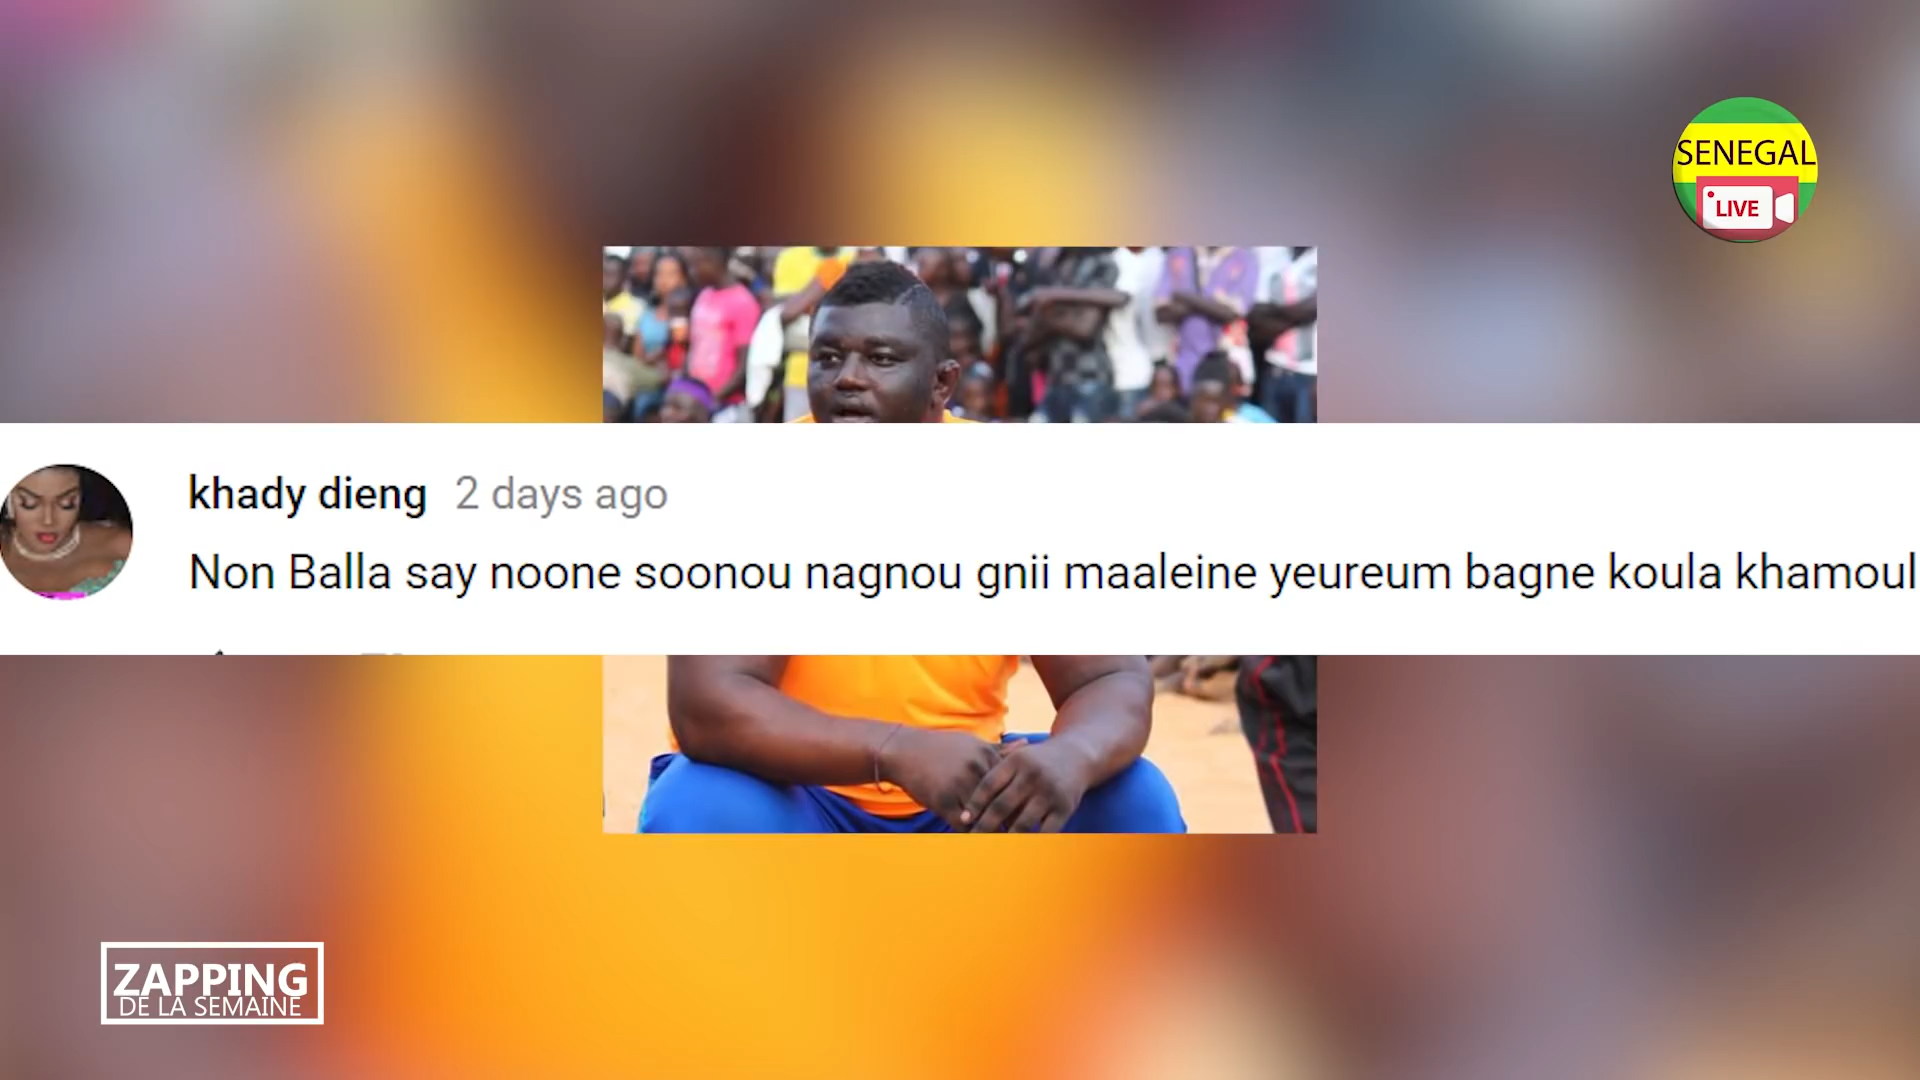 SENEGAL
LIVE
khady dieng 2 days ago
Non Balla say noone soonou nagnou gnii maaleine yeureum bagne koula khamoul
ZAPPING
DE LA SEMAINE